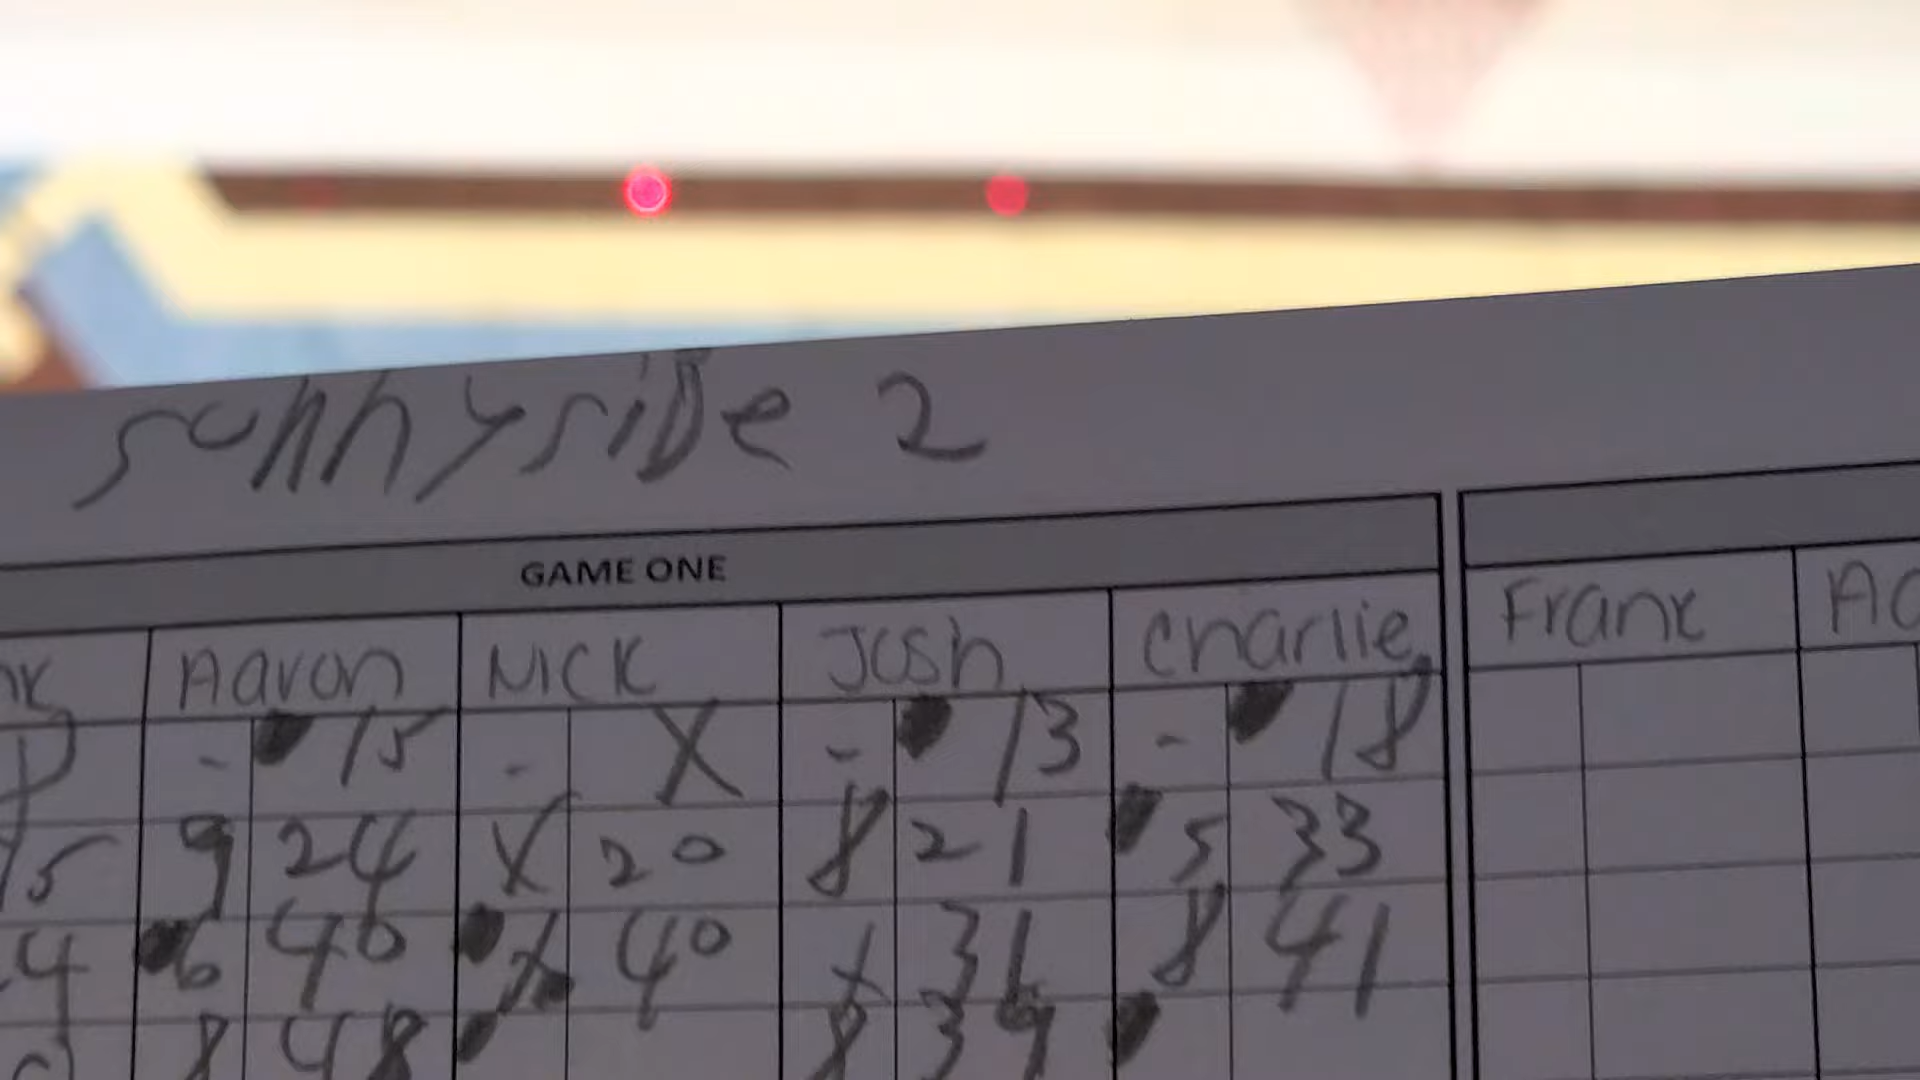 sunnyside 2
GAME ONE
Aaron NICK Josh Charlie Frank
- 15 - X - 13 - 18
9 24 X 20 8 21 5 33
6 40 X 40 X 31 8 41
8 48 8 39